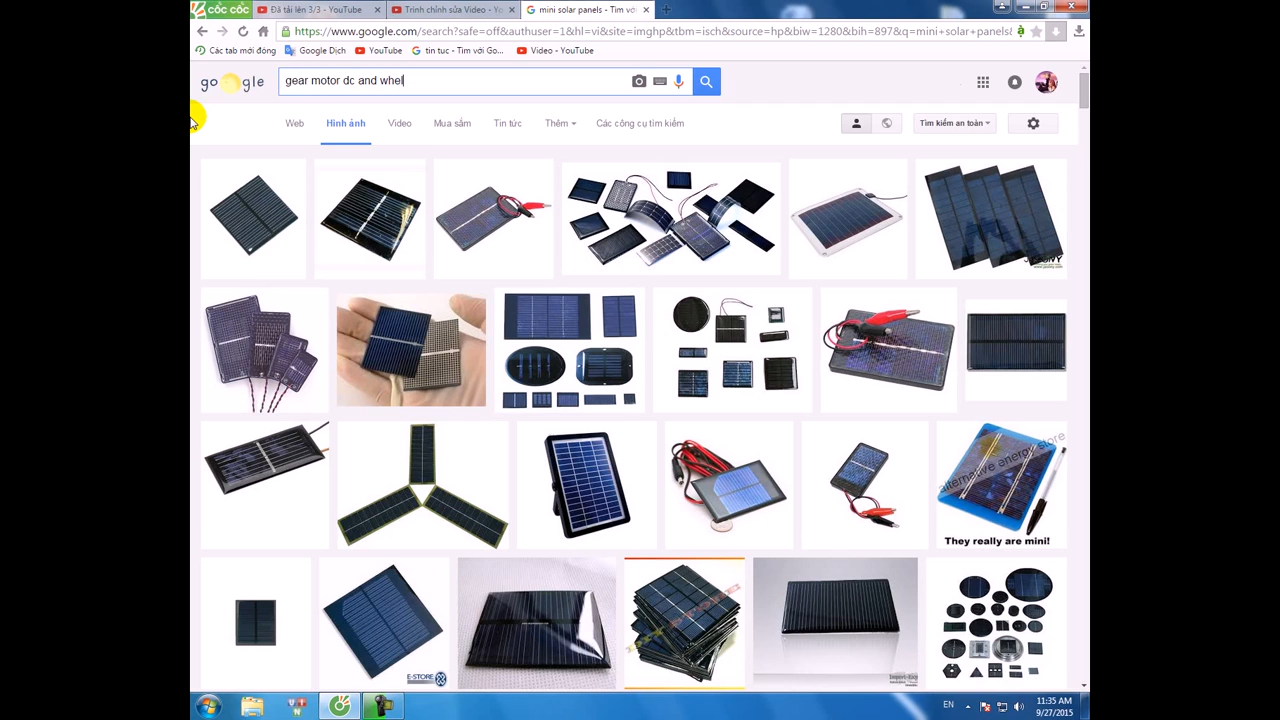 CỐC CỐC
Đã tải lên 3/3 - YouTube
Trình chỉnh sửa Video - Yo
mini solar panels - Tìm vớ
https://www.google.com/search?safe=off&authuser=1&hl=vi&site=imghp&tbm=isch&source=hp&biw=1280&bih=897&q=mini+solar+panels&
Các tab mới đóng
Google Dịch
YouTube
tin tuc - Tìm với Go...
Video - YouTube
google
gear motor dc and whel
Web
Hình ảnh
Video
Mua sắm
Tin tức
Thêm
Các công cụ tìm kiếm
Tìm kiếm an toàn
alternative energy store
They really are mini!
E-STORE
EN
11:35 AM
9/27/2015